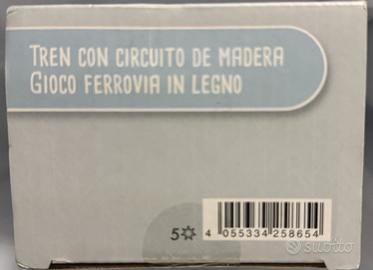 TREN CON CIRCUITO DE MADERA
GIOCO FERROVIA IN LEGNO
5
4 055334 258654
subito